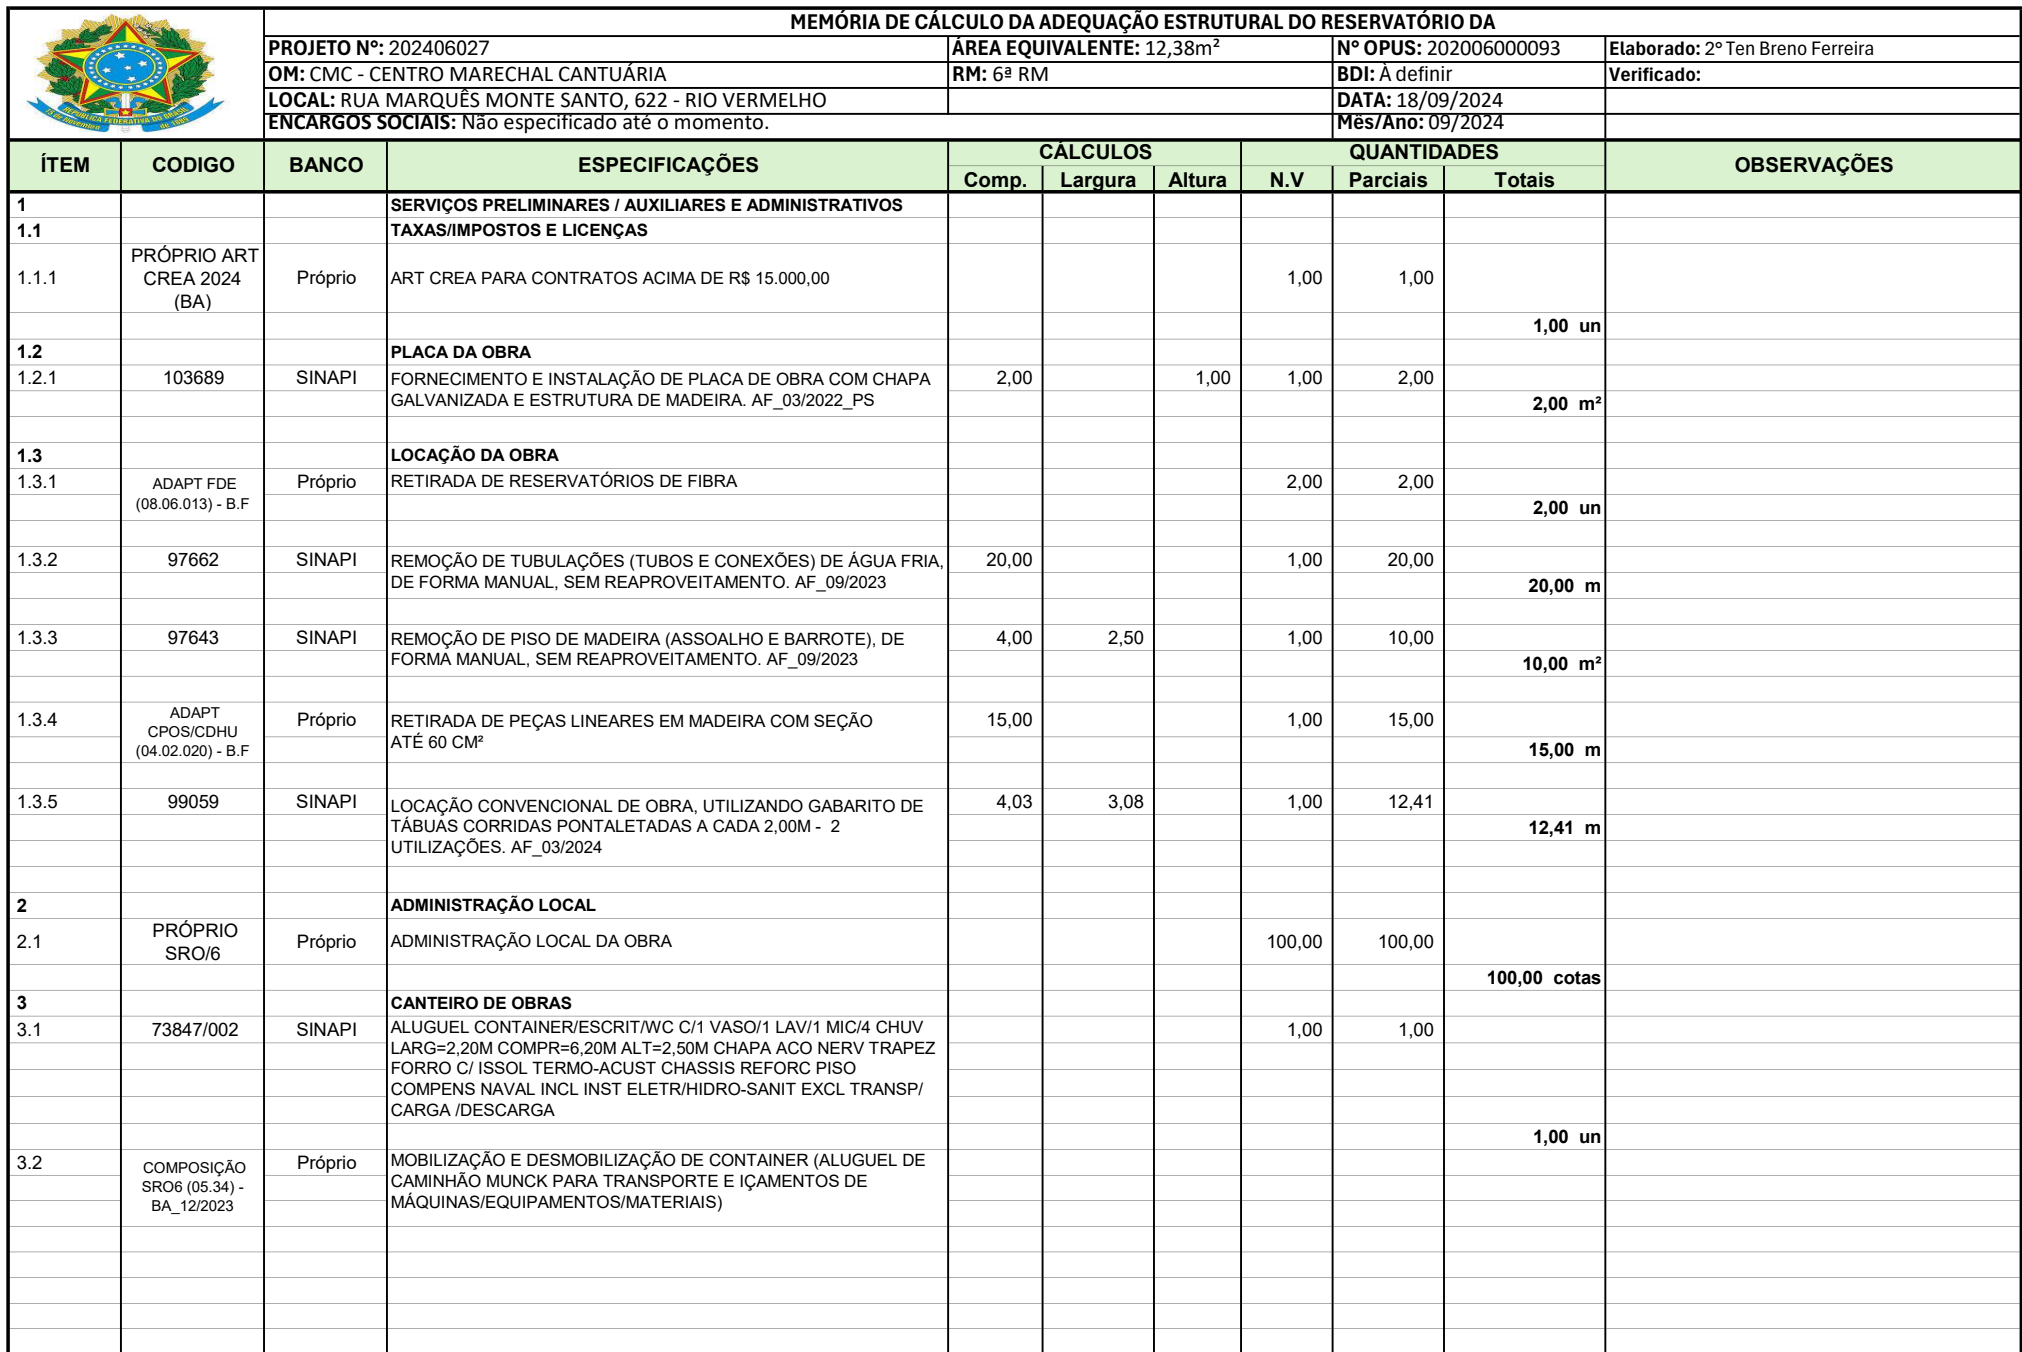 MEMÓRIA DE CÁLCULO DA ADEQUAÇÃO ESTRUTURAL DO RESERVATÓRIO DA
PROJETO Nº: 202406027 ÁREA EQUIVALENTE: 12,38m² Nº OPUS: 202006000093 Elaborado: 2º Ten Breno Ferreira
OM: CMC - CENTRO MARECHAL CANTUÁRIA RM: 6ª RM BDI: À definir Verificado:
LOCAL: RUA MARQUÊS MONTE SANTO, 622 - RIO VERMELHO DATA: 18/09/2024
ENCARGOS SOCIAIS: Não especificado até o momento. Mês/Ano: 09/2024
REPÚBLICA FEDERATIVA DO BRASIL
15 de Novembro de 1889
ÍTEM CODIGO BANCO ESPECIFICAÇÕES CÁLCULOS QUANTIDADES OBSERVAÇÕES
Comp. Largura Altura N.V Parciais Totais
1 SERVIÇOS PRELIMINARES / AUXILIARES E ADMINISTRATIVOS
1.1 TAXAS/IMPOSTOS E LICENÇAS
PRÓPRIO ART
1.1.1 CREA 2024 Próprio ART CREA PARA CONTRATOS ACIMA DE R$ 15.000,00 1,00 1,00
(BA)
1,00 un
1.2 PLACA DA OBRA
1.2.1 103689 SINAPI FORNECIMENTO E INSTALAÇÃO DE PLACA DE OBRA COM CHAPA 2,00 1,00 1,00 2,00
GALVANIZADA E ESTRUTURA DE MADEIRA. AF_03/2022_PS
2,00 m²
1.3 LOCAÇÃO DA OBRA
1.3.1 ADAPT FDE Próprio RETIRADA DE RESERVATÓRIOS DE FIBRA 2,00 2,00
(08.06.013) - B.F
2,00 un
1.3.2 97662 SINAPI REMOÇÃO DE TUBULAÇÕES (TUBOS E CONEXÕES) DE ÁGUA FRIA, 20,00 1,00 20,00
DE FORMA MANUAL, SEM REAPROVEITAMENTO. AF_09/2023
20,00 m
1.3.3 97643 SINAPI REMOÇÃO DE PISO DE MADEIRA (ASSOALHO E BARROTE), DE 4,00 2,50 1,00 10,00
FORMA MANUAL, SEM REAPROVEITAMENTO. AF_09/2023
10,00 m²
1.3.4 ADAPT Próprio RETIRADA DE PEÇAS LINEARES EM MADEIRA COM SEÇÃO 15,00 1,00 15,00
CPOS/CDHU ATÉ 60 CM²
(04.02.020) - B.F 15,00 m
1.3.5 99059 SINAPI LOCAÇÃO CONVENCIONAL DE OBRA, UTILIZANDO GABARITO DE 4,03 3,08 1,00 12,41
TÁBUAS CORRIDAS PONTALETADAS A CADA 2,00M - 2 12,41 m
UTILIZAÇÕES. AF_03/2024
2 ADMINISTRAÇÃO LOCAL
2.1 PRÓPRIO Próprio ADMINISTRAÇÃO LOCAL DA OBRA 100,00 100,00
SRO/6
100,00 cotas
3 CANTEIRO DE OBRAS
3.1 73847/002 SINAPI ALUGUEL CONTAINER/ESCRIT/WC C/1 VASO/1 LAV/1 MIC/4 CHUV 1,00 1,00
LARG=2,20M COMPR=6,20M ALT=2,50M CHAPA ACO NERV TRAPEZ
FORRO C/ ISSOL TERMO-ACUST CHASSIS REFORC PISO
COMPENS NAVAL INCL INST ELETR/HIDRO-SANIT EXCL TRANSP/
CARGA /DESCARGA
1,00 un
3.2 COMPOSIÇÃO Próprio MOBILIZAÇÃO E DESMOBILIZAÇÃO DE CONTAINER (ALUGUEL DE
SRO6 (05.34) - CAMINHÃO MUNCK PARA TRANSPORTE E IÇAMENTOS DE
BA_12/2023 MÁQUINAS/EQUIPAMENTOS/MATERIAIS)